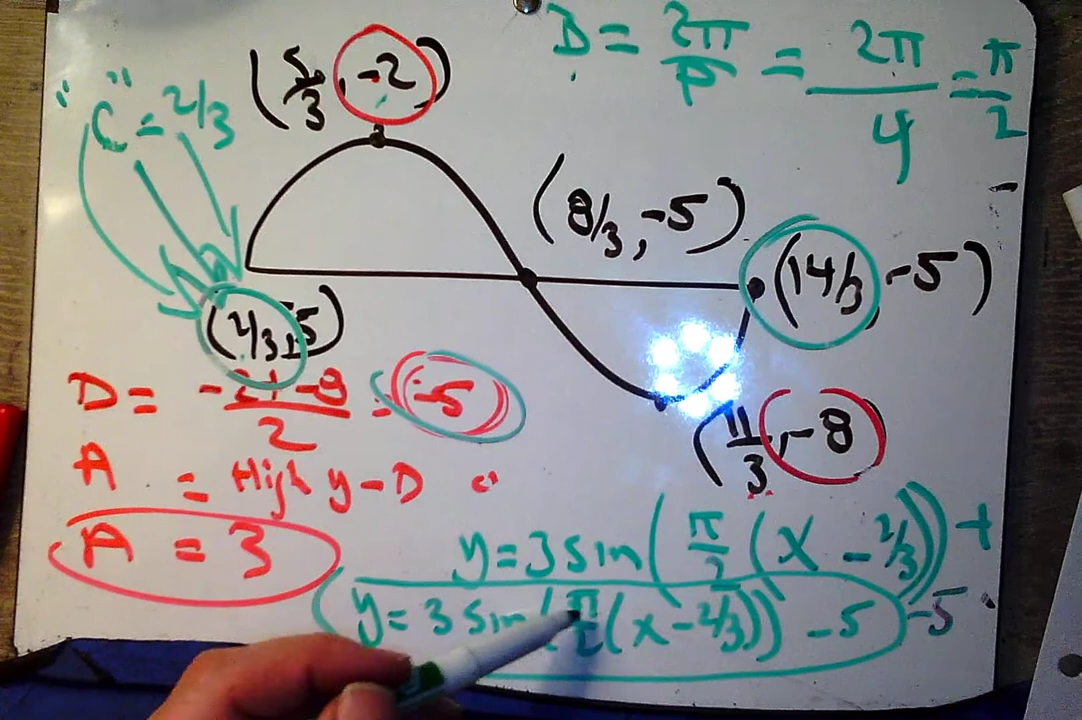 B = 2π/P = 2π/4 = π/2
(5/3, -2)
"C" = 2/3
(8/3, -5)
(14/3, -5)
(2/3, -5)
D = -2+-8/2 = -5
(11/3, -8)
A = High y - D
A = 3
y = 3 sin(π/2(x - 2/3)) +
-5
y = 3 sin(π/2(x - 2/3)) - 5